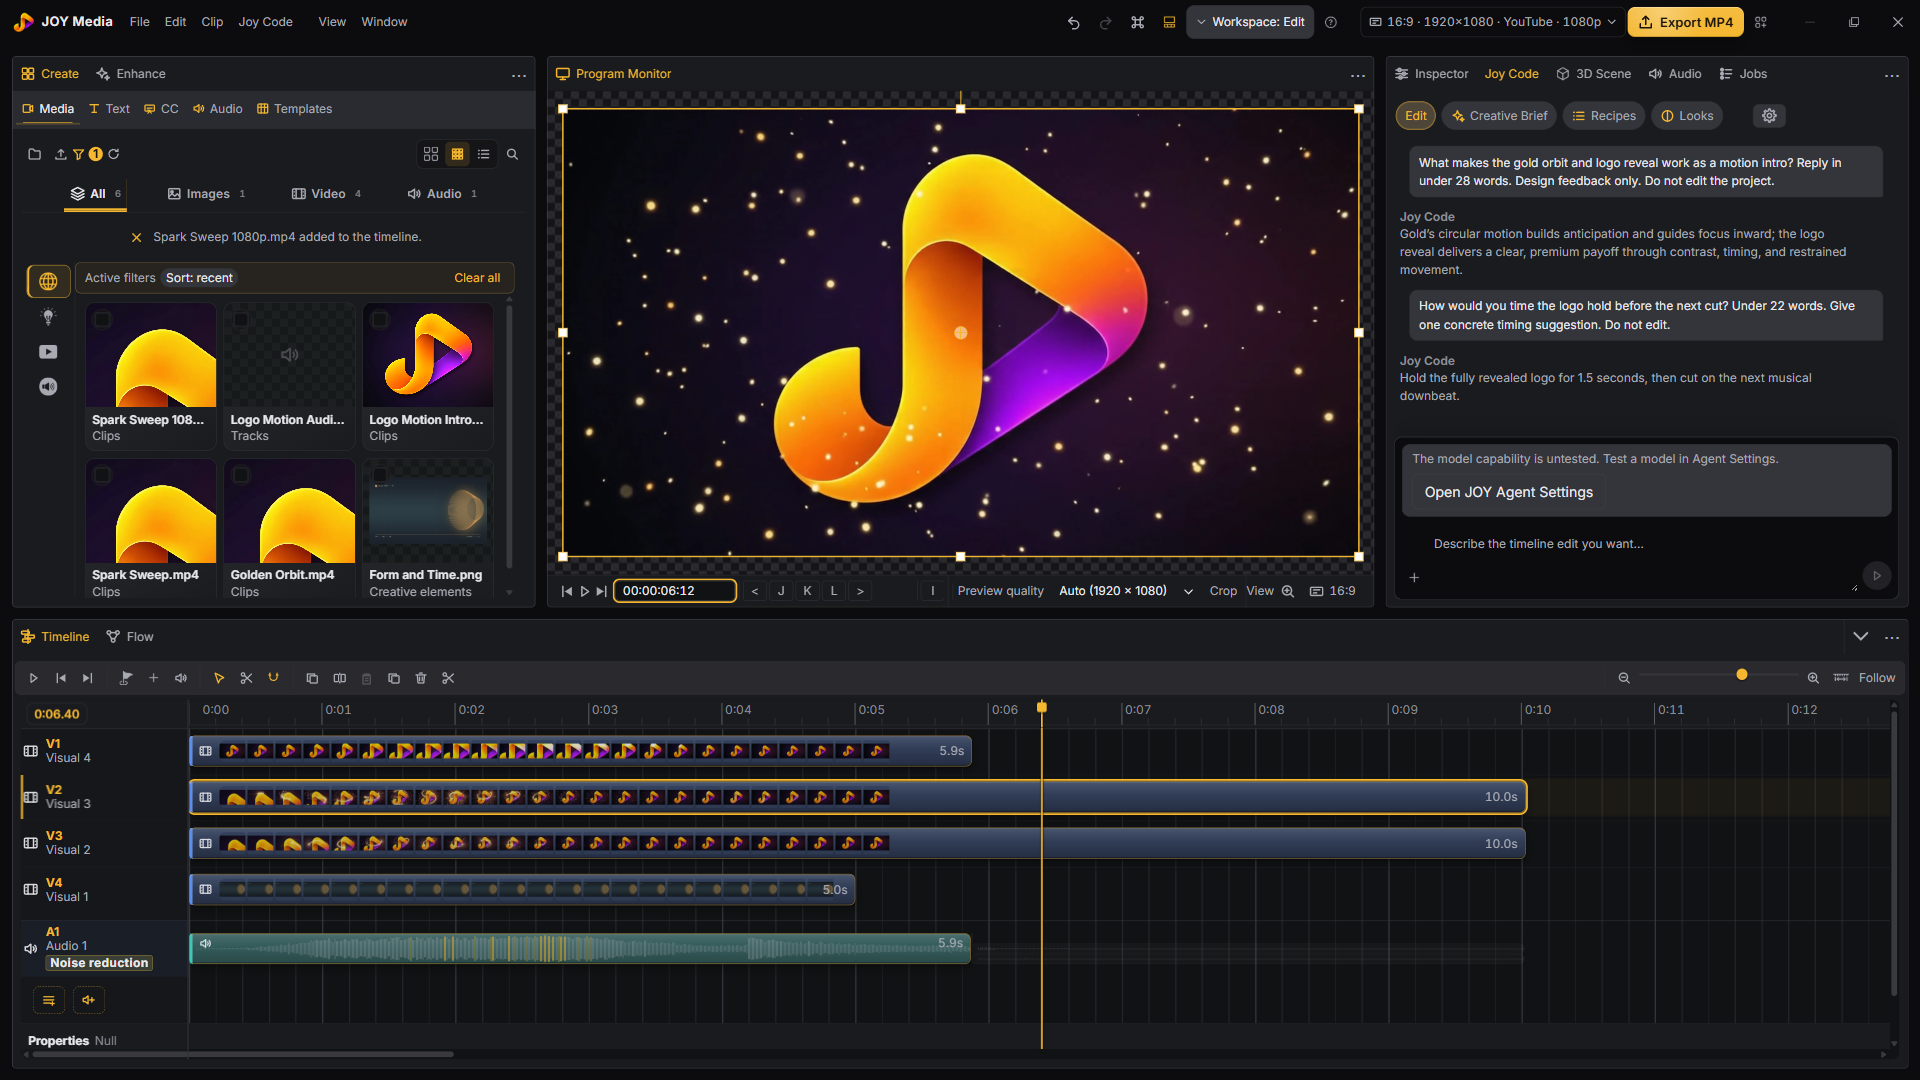 JOY Media File Edit Clip Joy Code View Window
Workspace: Edit
16:9 · 1920×1080 · YouTube · 1080p
Export MP4
Create Enhance
Media Text CC Audio Templates
1
All 6 Images 1 Video 4 Audio 1
Spark Sweep 1080p.mp4 added to the timeline.
Active filters Sort: recent Clear all
Spark Sweep 108...
Clips
Logo Motion Audi...
Tracks
Logo Motion Intro...
Clips
Spark Sweep.mp4
Clips
Golden Orbit.mp4
Clips
Form and Time.png
Creative elements
Program Monitor
00:00:06:12 < J K L > I Preview quality Auto (1920 × 1080) Crop View 16:9
Inspector Joy Code 3D Scene Audio Jobs
Edit Creative Brief Recipes Looks
What makes the gold orbit and logo reveal work as a motion intro? Reply in
under 28 words. Design feedback only. Do not edit the project.
Joy Code
Gold's circular motion builds anticipation and guides focus inward; the logo
reveal delivers a clear, premium payoff through contrast, timing, and restrained
movement.
How would you time the logo hold before the next cut? Under 22 words. Give
one concrete timing suggestion. Do not edit.
Joy Code
Hold the fully revealed logo for 1.5 seconds, then cut on the next musical
downbeat.
The model capability is untested. Test a model in Agent Settings.
Open JOY Agent Settings
Describe the timeline edit you want...
Timeline Flow
Follow
0:06.40 0:00 0:01 0:02 0:03 0:04 0:05 0:06 0:07 0:08 0:09 0:10 0:11 0:12
V1
Visual 4
5.9s
V2
Visual 3
10.0s
V3
Visual 2
10.0s
V4
Visual 1
5.0s
A1
Audio 1
Noise reduction
5.9s
Properties Null